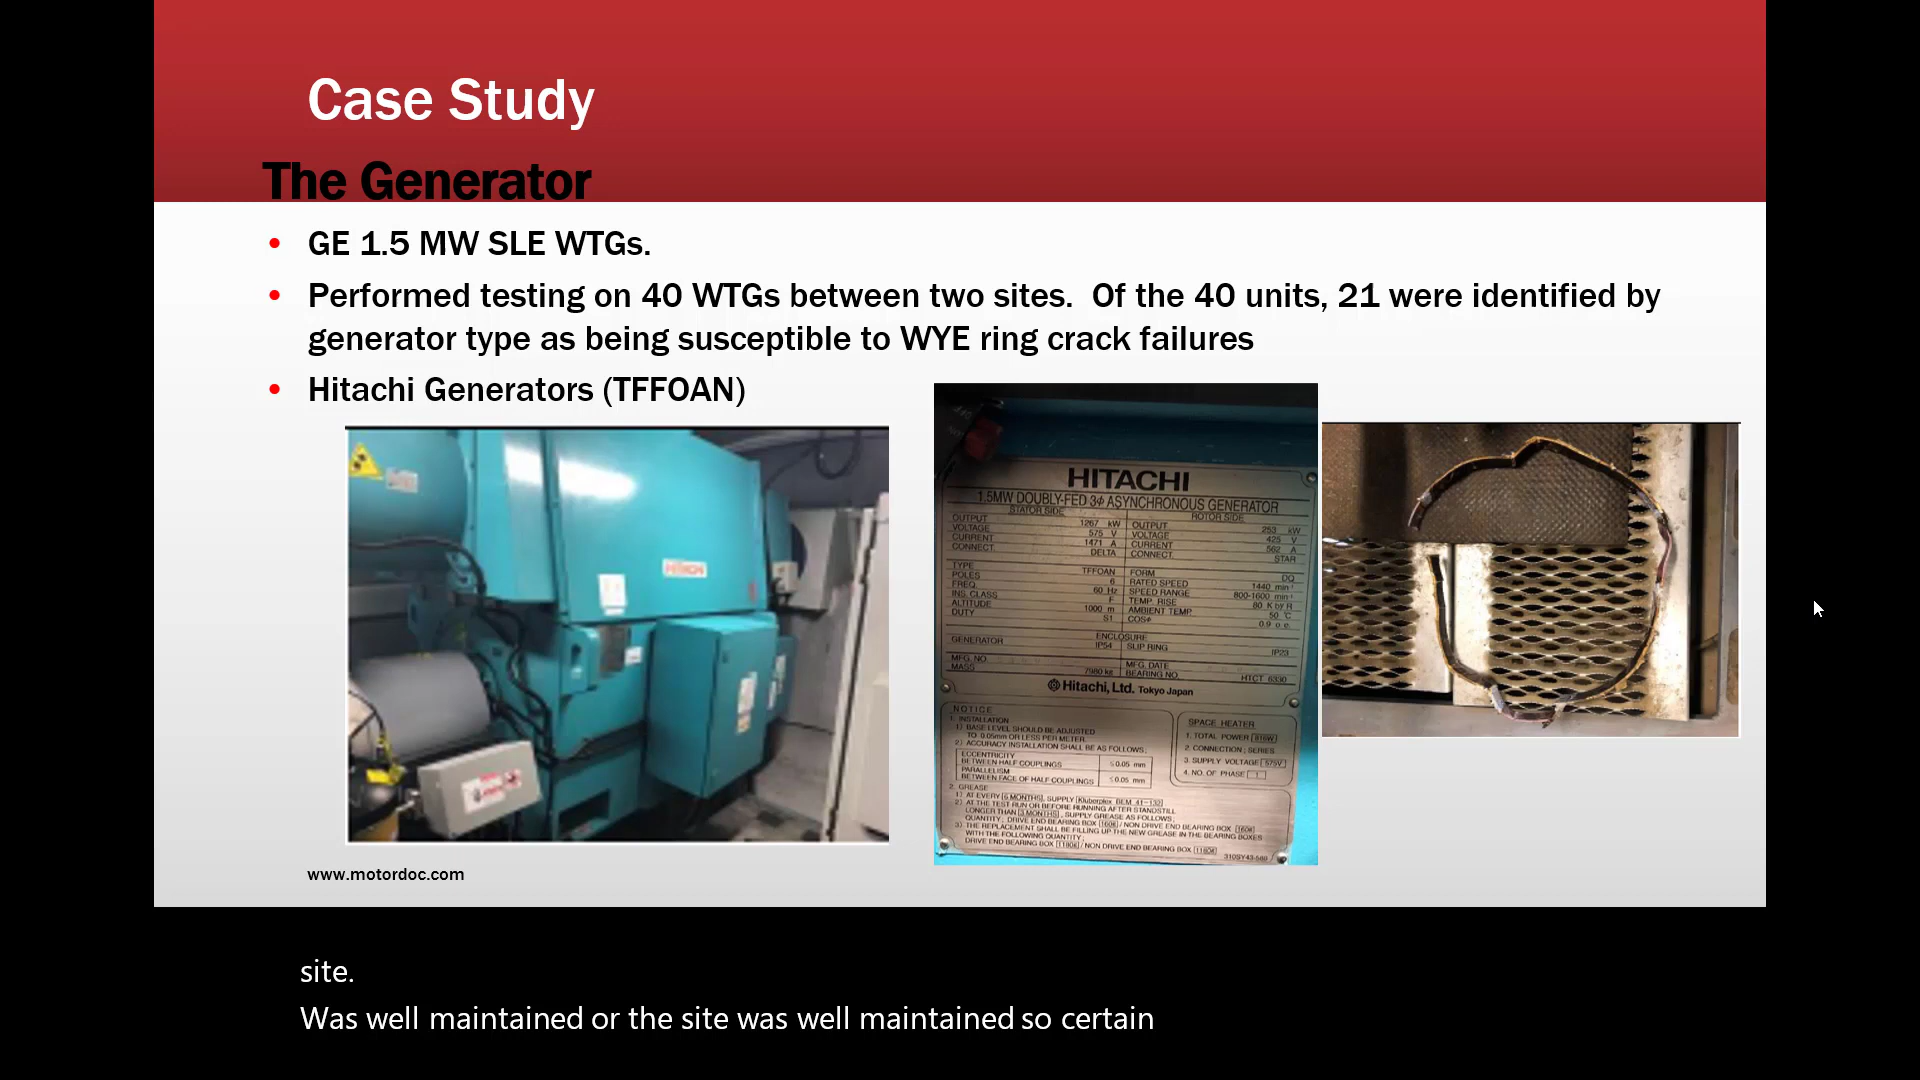 Case Study
The Generator
• GE 1.5 MW SLE WTGs.
• Performed testing on 40 WTGs between two sites.  Of the 40 units, 21 were identified by
generator type as being susceptible to WYE ring crack failures
• Hitachi Generators (TFFOAN)
HITACHI
HITACHI
1.5MW DOUBLY-FED 3φ ASYNCHRONOUS GENERATOR
STATOR SIDE ROTOR SIDE
OUTPUT 1267 kW OUTPUT 253 kW
VOLTAGE 575 V VOLTAGE 425 V
CURRENT 1471 A CURRENT 562 A
CONNECT. DELTA CONNECT. STAR
TYPE TFFOAN FORM DQ
POLES 6 RATED SPEED 1440 min⁻¹
FREQ. 60 Hz SPEED RANGE 800-1600 min⁻¹
INS. CLASS F TEMP. RISE 80 K by R
ALTITUDE 1000 m AMBIENT TEMP. 50 °C
DUTY S1 COSφ 0.9 o.e.
ENCLOSURE
GENERATOR IP54 SLIP RING IP23
MFG. NO. MFG. DATE
MASS 7980 kg BEARING NO. HTCT 6330
Hitachi, Ltd. Tokyo Japan
NOTICE
1. INSTALLATION
1) BASE LEVEL SHOULD BE ADJUSTED
TO 0.05mm OR LESS PER METER.
2) ACCURACY INSTALLATION SHALL BE AS FOLLOWS;
ECCENTRICITY
BETWEEN HALF COUPLINGS ≤0.05 mm
PARALLELISM
BETWEEN FACE OF HALF COUPLINGS ≤0.05 mm
2. GREASE
1) AT EVERY 6 MONTHS, SUPPLY Kluberplex BEM 41-132
2) AT THE TEST RUN OR BEFORE RUNNING AFTER STANDSTILL
LONGER THAN 3 MONTHS, SUPPLY GREASE AS FOLLOWS;
QUANTITY; DRIVE END BEARING BOX 160g / NON DRIVE END BEARING BOX 160g
3) THE REPLACEMENT SHALL BE FILLING UP THE NEW GREASE IN THE BEARING BOXES
WITH THE FOLLOWING QUANTITY;
DRIVE END BEARING BOX 1180g / NON DRIVE END BEARING BOX 1180g
SPACE HEATER
1. TOTAL POWER
2. CONNECTION; SERIES
3. SUPPLY VOLTAGE 575V
4. NO. OF PHASE 1
310SY43-568
www.motordoc.com
site.
Was well maintained or the site was well maintained so certain